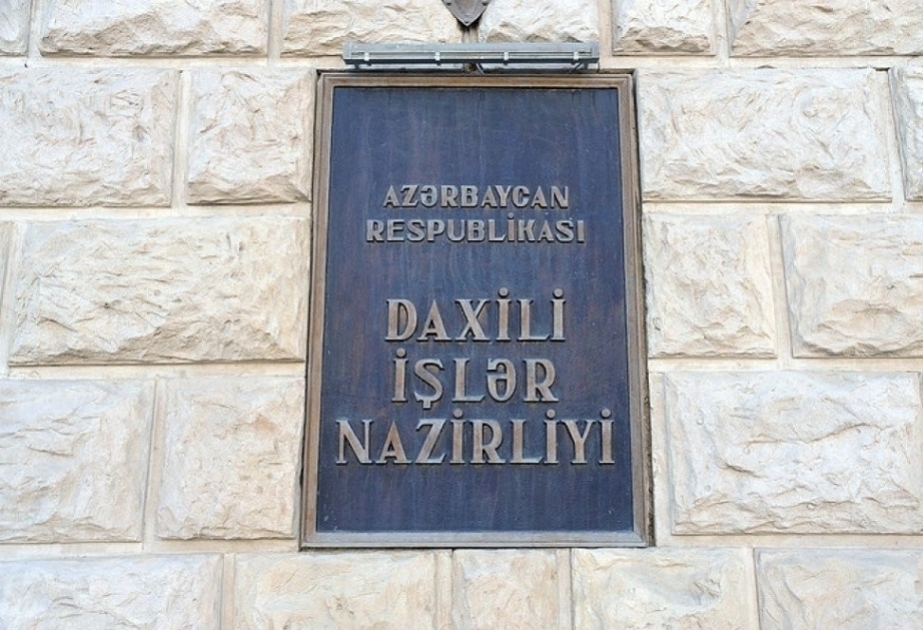 AZƏRBAYCAN
RESPUBLİKASI
DAXİLİ
İŞLƏR
NAZİRLİYİ